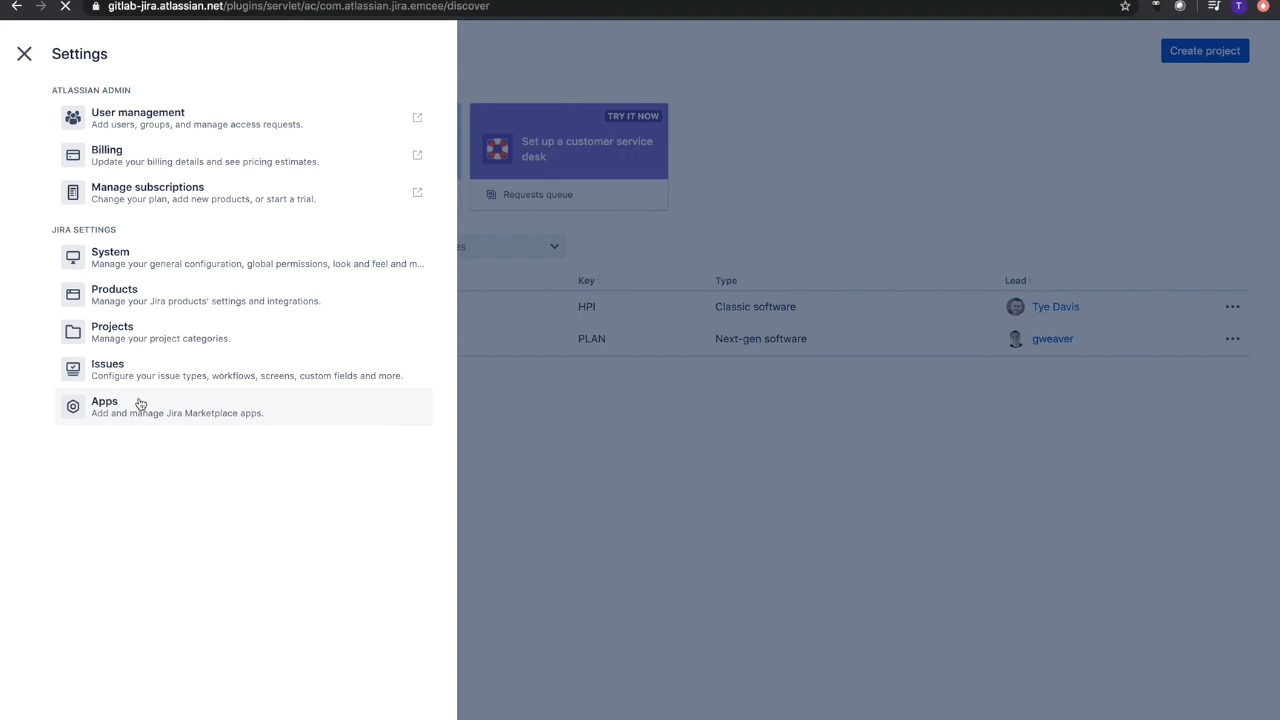 gitlab-jira.atlassian.net/plugins/servlet/ac/com.atlassian.jira.emcee/discover
T
Settings
Create project
ATLASSIAN ADMIN
User management
Add users, groups, and manage access requests.
TRY IT NOW
Set up a customer service
desk
Billing
Update your billing details and see pricing estimates.
Manage subscriptions
Change your plan, add new products, or start a trial.
Requests queue
JIRA SETTINGS
System
Manage your general configuration, global permissions, look and feel and m...
es
Products
Manage your Jira products' settings and integrations.
Key
Type
Lead
HPI
Classic software
Tye Davis
Projects
Manage your project categories.
PLAN
Next-gen software
gweaver
Issues
Configure your issue types, workflows, screens, custom fields and more.
Apps
Add and manage Jira Marketplace apps.